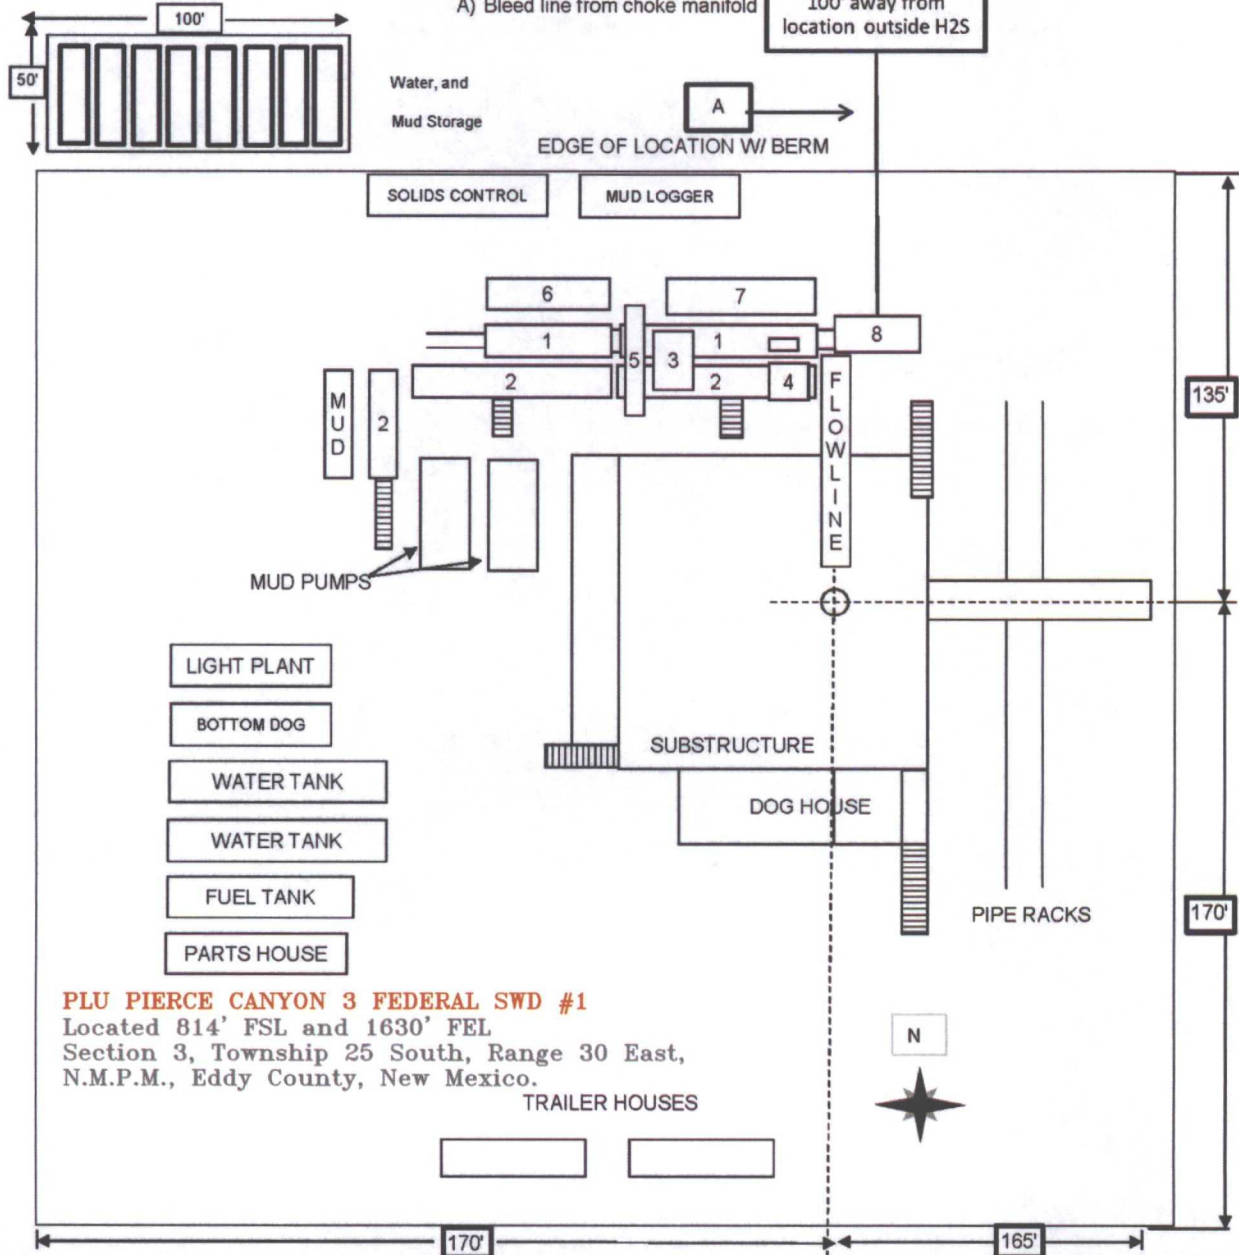 A) Bleed line from choke manifold
100' away from
location outside H2S
100'
50'
Water, and
Mud Storage
A
EDGE OF LOCATION W/ BERM
SOLIDS CONTROL
MUD LOGGER
6
7
1
1
8
5
3
2
2
4
MUD
2
FLOWLINE
135'
MUD PUMPS
LIGHT PLANT
BOTTOM DOG
WATER TANK
WATER TANK
FUEL TANK
PARTS HOUSE
SUBSTRUCTURE
DOG HOUSE
PIPE RACKS
170'
PLU PIERCE CANYON 3 FEDERAL SWD #1
Located 814' FSL and 1630' FEL
Section 3, Township 25 South, Range 30 East,
N.M.P.M., Eddy County, New Mexico.
N
TRAILER HOUSES
170'
165'